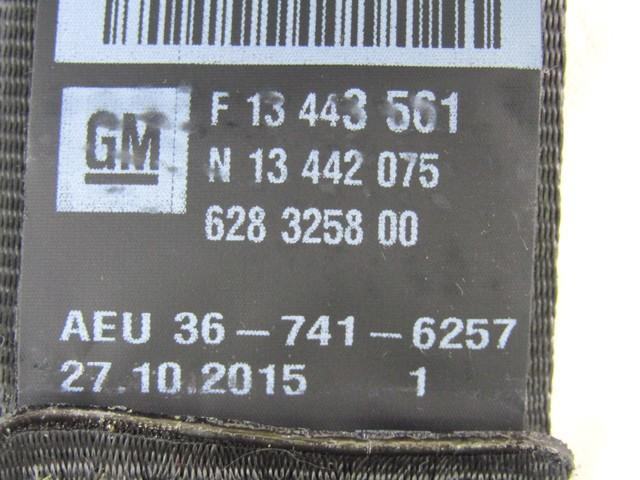 GM
F 13 443 561
N 13 442 075
628 3258 00
AEU 36-741-6257
27.10.2015 1